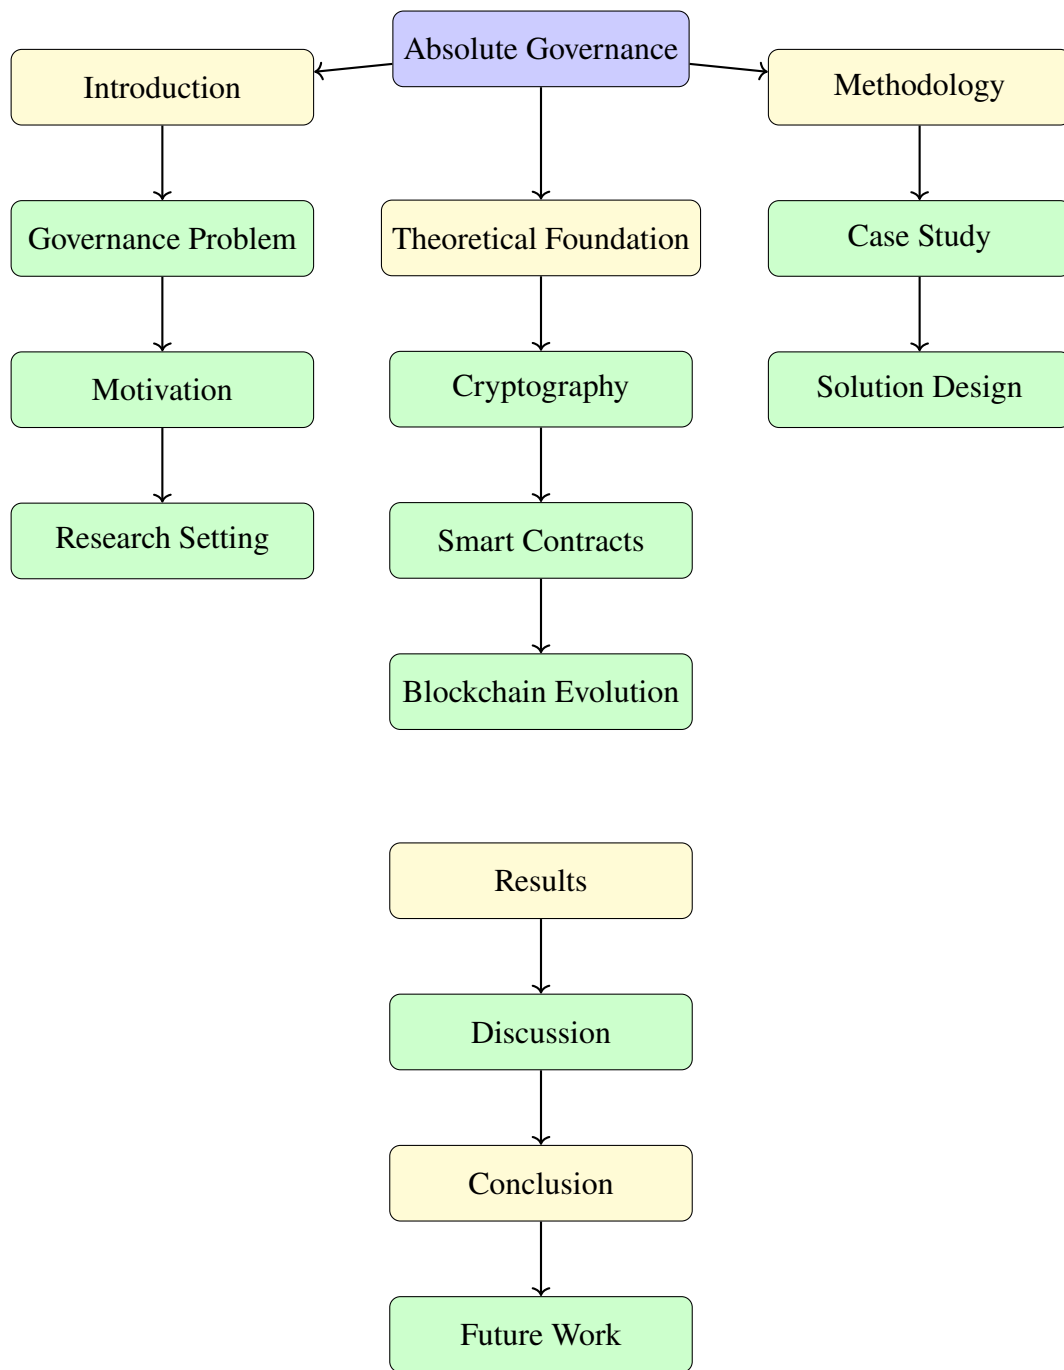 Absolute Governance
Introduction
Methodology
Governance Problem
Theoretical Foundation
Case Study
Motivation
Cryptography
Solution Design
Research Setting
Smart Contracts
Blockchain Evolution
Results
Discussion
Conclusion
Future Work